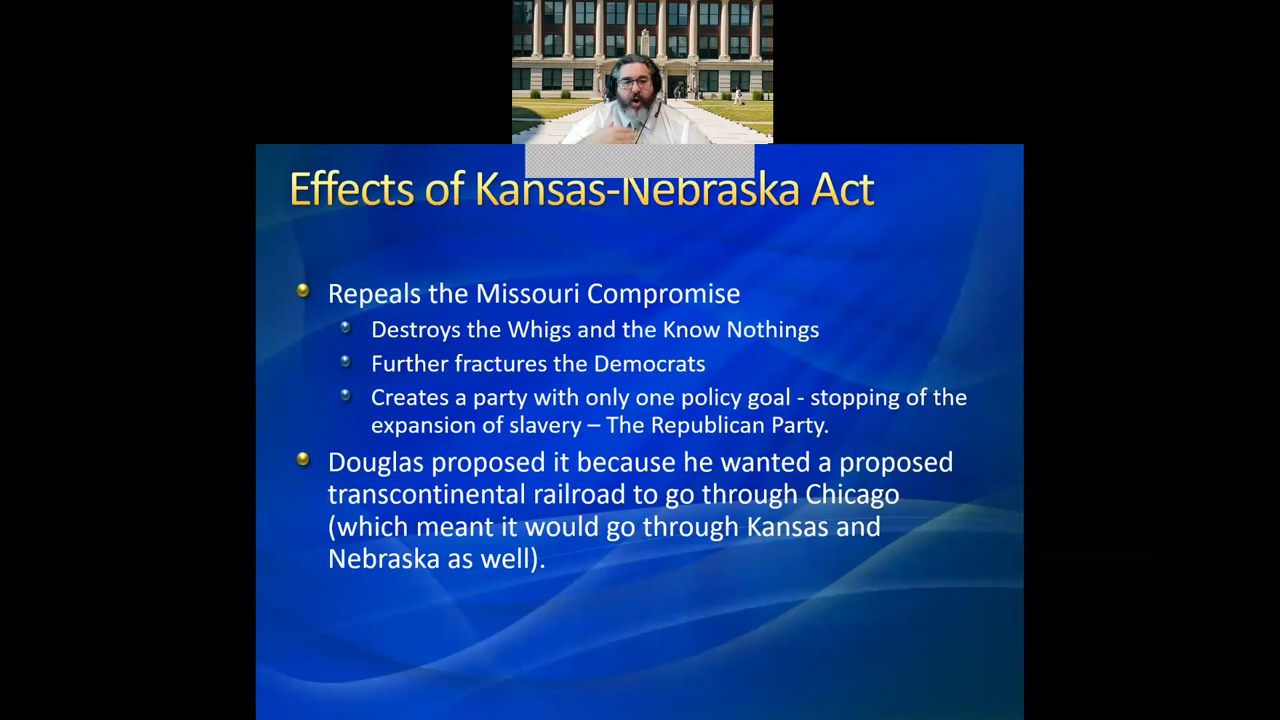 Effects of Kansas-Nebraska Act
Repeals the Missouri Compromise
Destroys the Whigs and the Know Nothings
Further fractures the Democrats
Creates a party with only one policy goal - stopping of the
expansion of slavery – The Republican Party.
Douglas proposed it because he wanted a proposed
transcontinental railroad to go through Chicago
(which meant it would go through Kansas and
Nebraska as well).